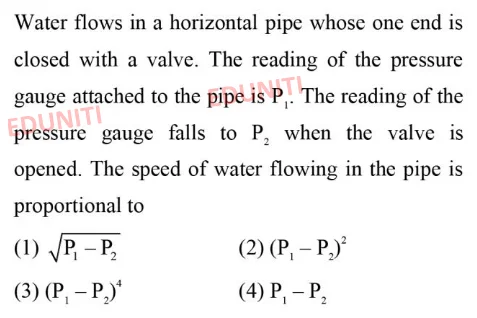 Water flows in a horizontal pipe whose one end is
closed with a valve. The reading of the pressure
gauge attached to the pipe is P₁. The reading of the
pressure gauge falls to P₂ when the valve is
opened. The speed of water flowing in the pipe is
proportional to
(1) √(P₁ – P₂) (2) (P₁ – P₂)²
(3) (P₁ – P₂)⁴ (4) P₁ – P₂
EDUNITI
EDUNITI